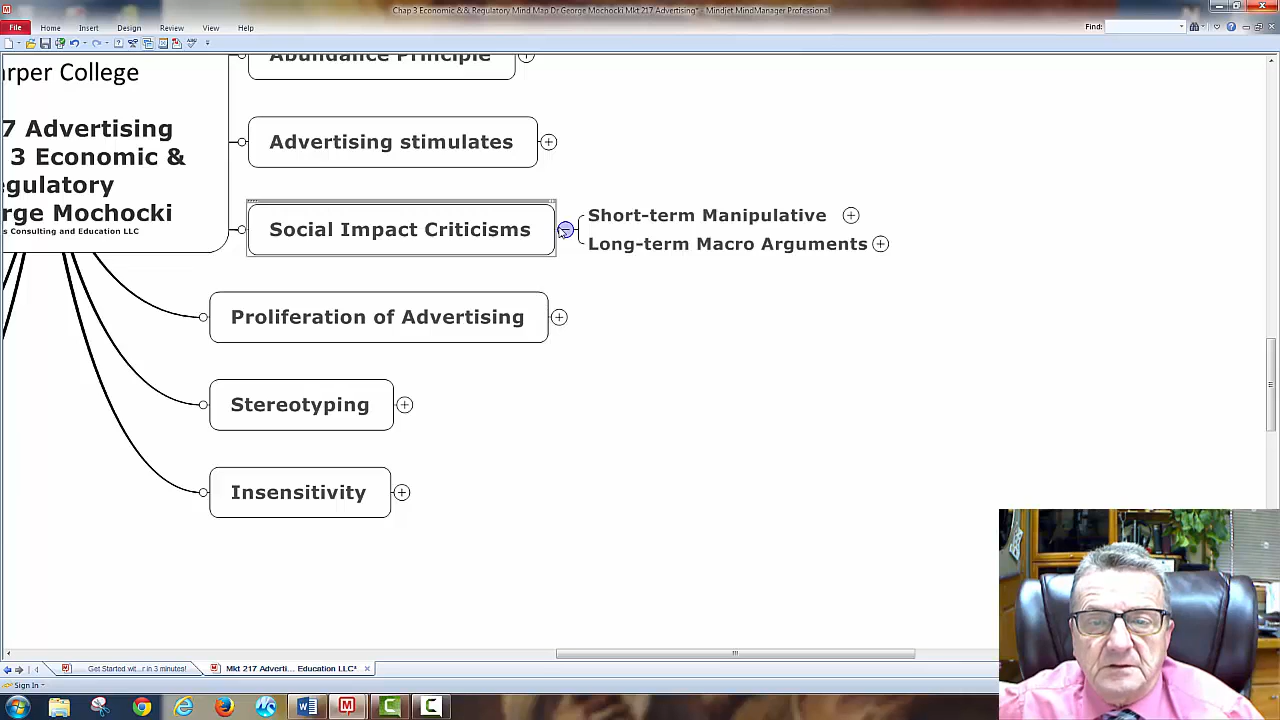 Chap 3 Economic & & Regulatory Mind Map Dr George Mochocki Mkt 217 Advertising* - Mindjet MindManager Professional
File Home Insert Design Review View Help Find:
Abundance Principle
rper College
7 Advertising
3 Economic &
egulatory
rge Mochocki
s Consulting and Education LLC
Advertising stimulates
Social Impact Criticisms
Short-term Manipulative
Long-term Macro Arguments
Proliferation of Advertising
Stereotyping
Insensitivity
Get Started wit...r in 3 minutes!
Mkt 217 Adverti... Education LLC*
Sign In